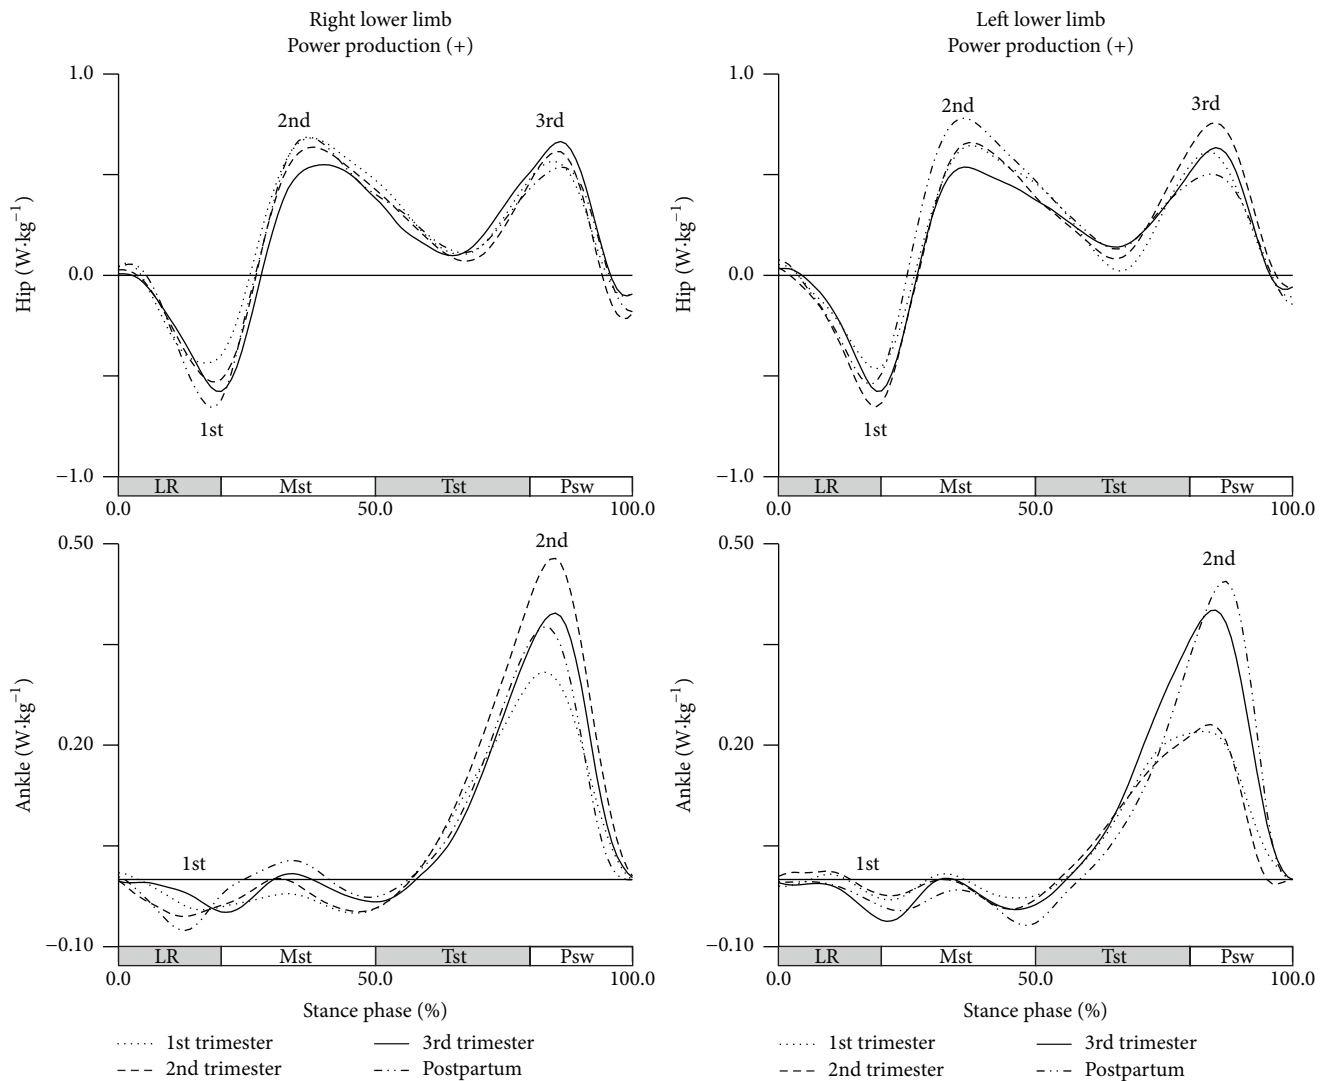 Right lower limb
Power production (+)
1.0
0.0
−1.0
Hip (W·kg⁻¹)
2nd
3rd
1st
LR Mst Tst Psw
0.0 50.0 100.0
Left lower limb
Power production (+)
1.0
0.0
−1.0
Hip (W·kg⁻¹)
2nd
3rd
1st
LR Mst Tst Psw
0.0 50.0 100.0
0.50
0.20
−0.10
Ankle (W·kg⁻¹)
2nd
1st
LR Mst Tst Psw
0.0 50.0 100.0
Stance phase (%)
1st trimester 3rd trimester
2nd trimester Postpartum
0.50
0.20
−0.10
Ankle (W·kg⁻¹)
2nd
1st
LR Mst Tst Psw
0.0 50.0 100.0
Stance phase (%)
1st trimester 3rd trimester
2nd trimester Postpartum